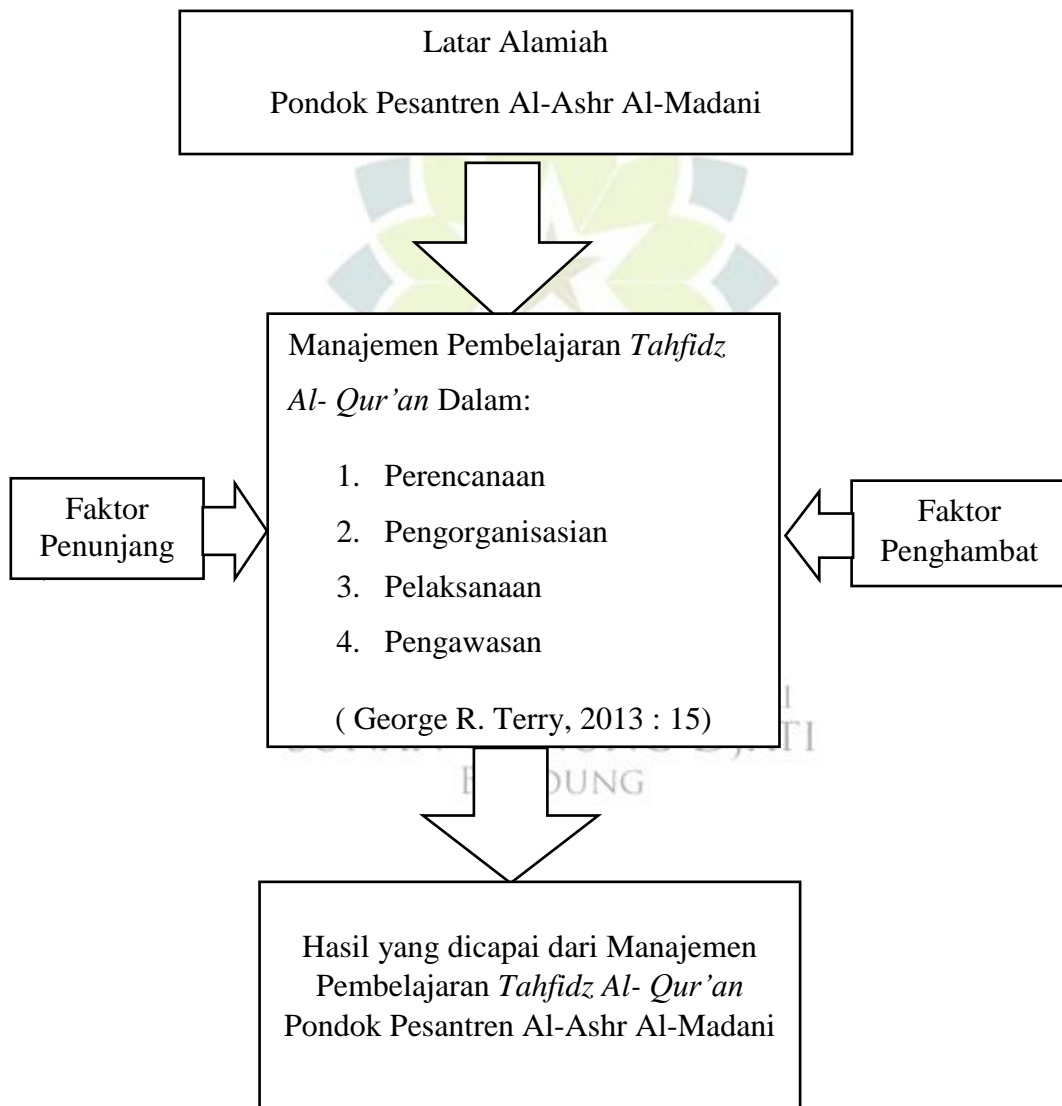 Latar Alamiah
Pondok Pesantren Al-Ashr Al-Madani
Manajemen Pembelajaran Tahfidz
Al- Qur’an Dalam:
1. Perencanaan
2. Pengorganisasian
3. Pelaksanaan
4. Pengawasan
( George R. Terry, 2013 : 15)
Faktor
Penunjang
Faktor
Penghambat
Hasil yang dicapai dari Manajemen
Pembelajaran Tahfidz Al- Qur’an
Pondok Pesantren Al-Ashr Al-Madani